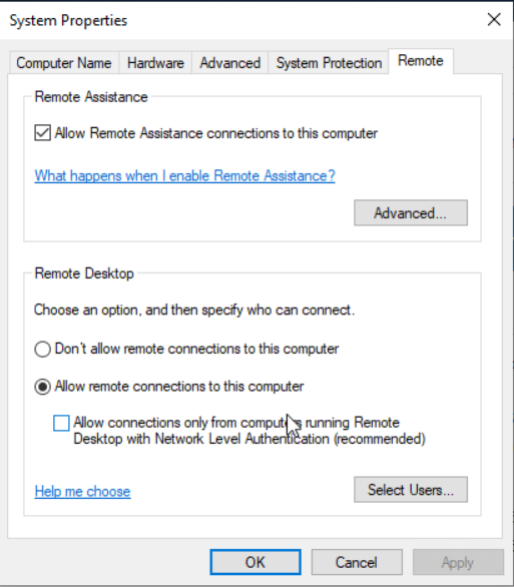 System Properties
Computer Name Hardware Advanced System Protection Remote
Remote Assistance
Allow Remote Assistance connections to this computer
What happens when I enable Remote Assistance?
Advanced...
Remote Desktop
Choose an option, and then specify who can connect.
Don't allow remote connections to this computer
Allow remote connections to this computer
Allow connections only from computers running Remote
Desktop with Network Level Authentication (recommended)
Help me choose
Select Users...
OK Cancel Apply